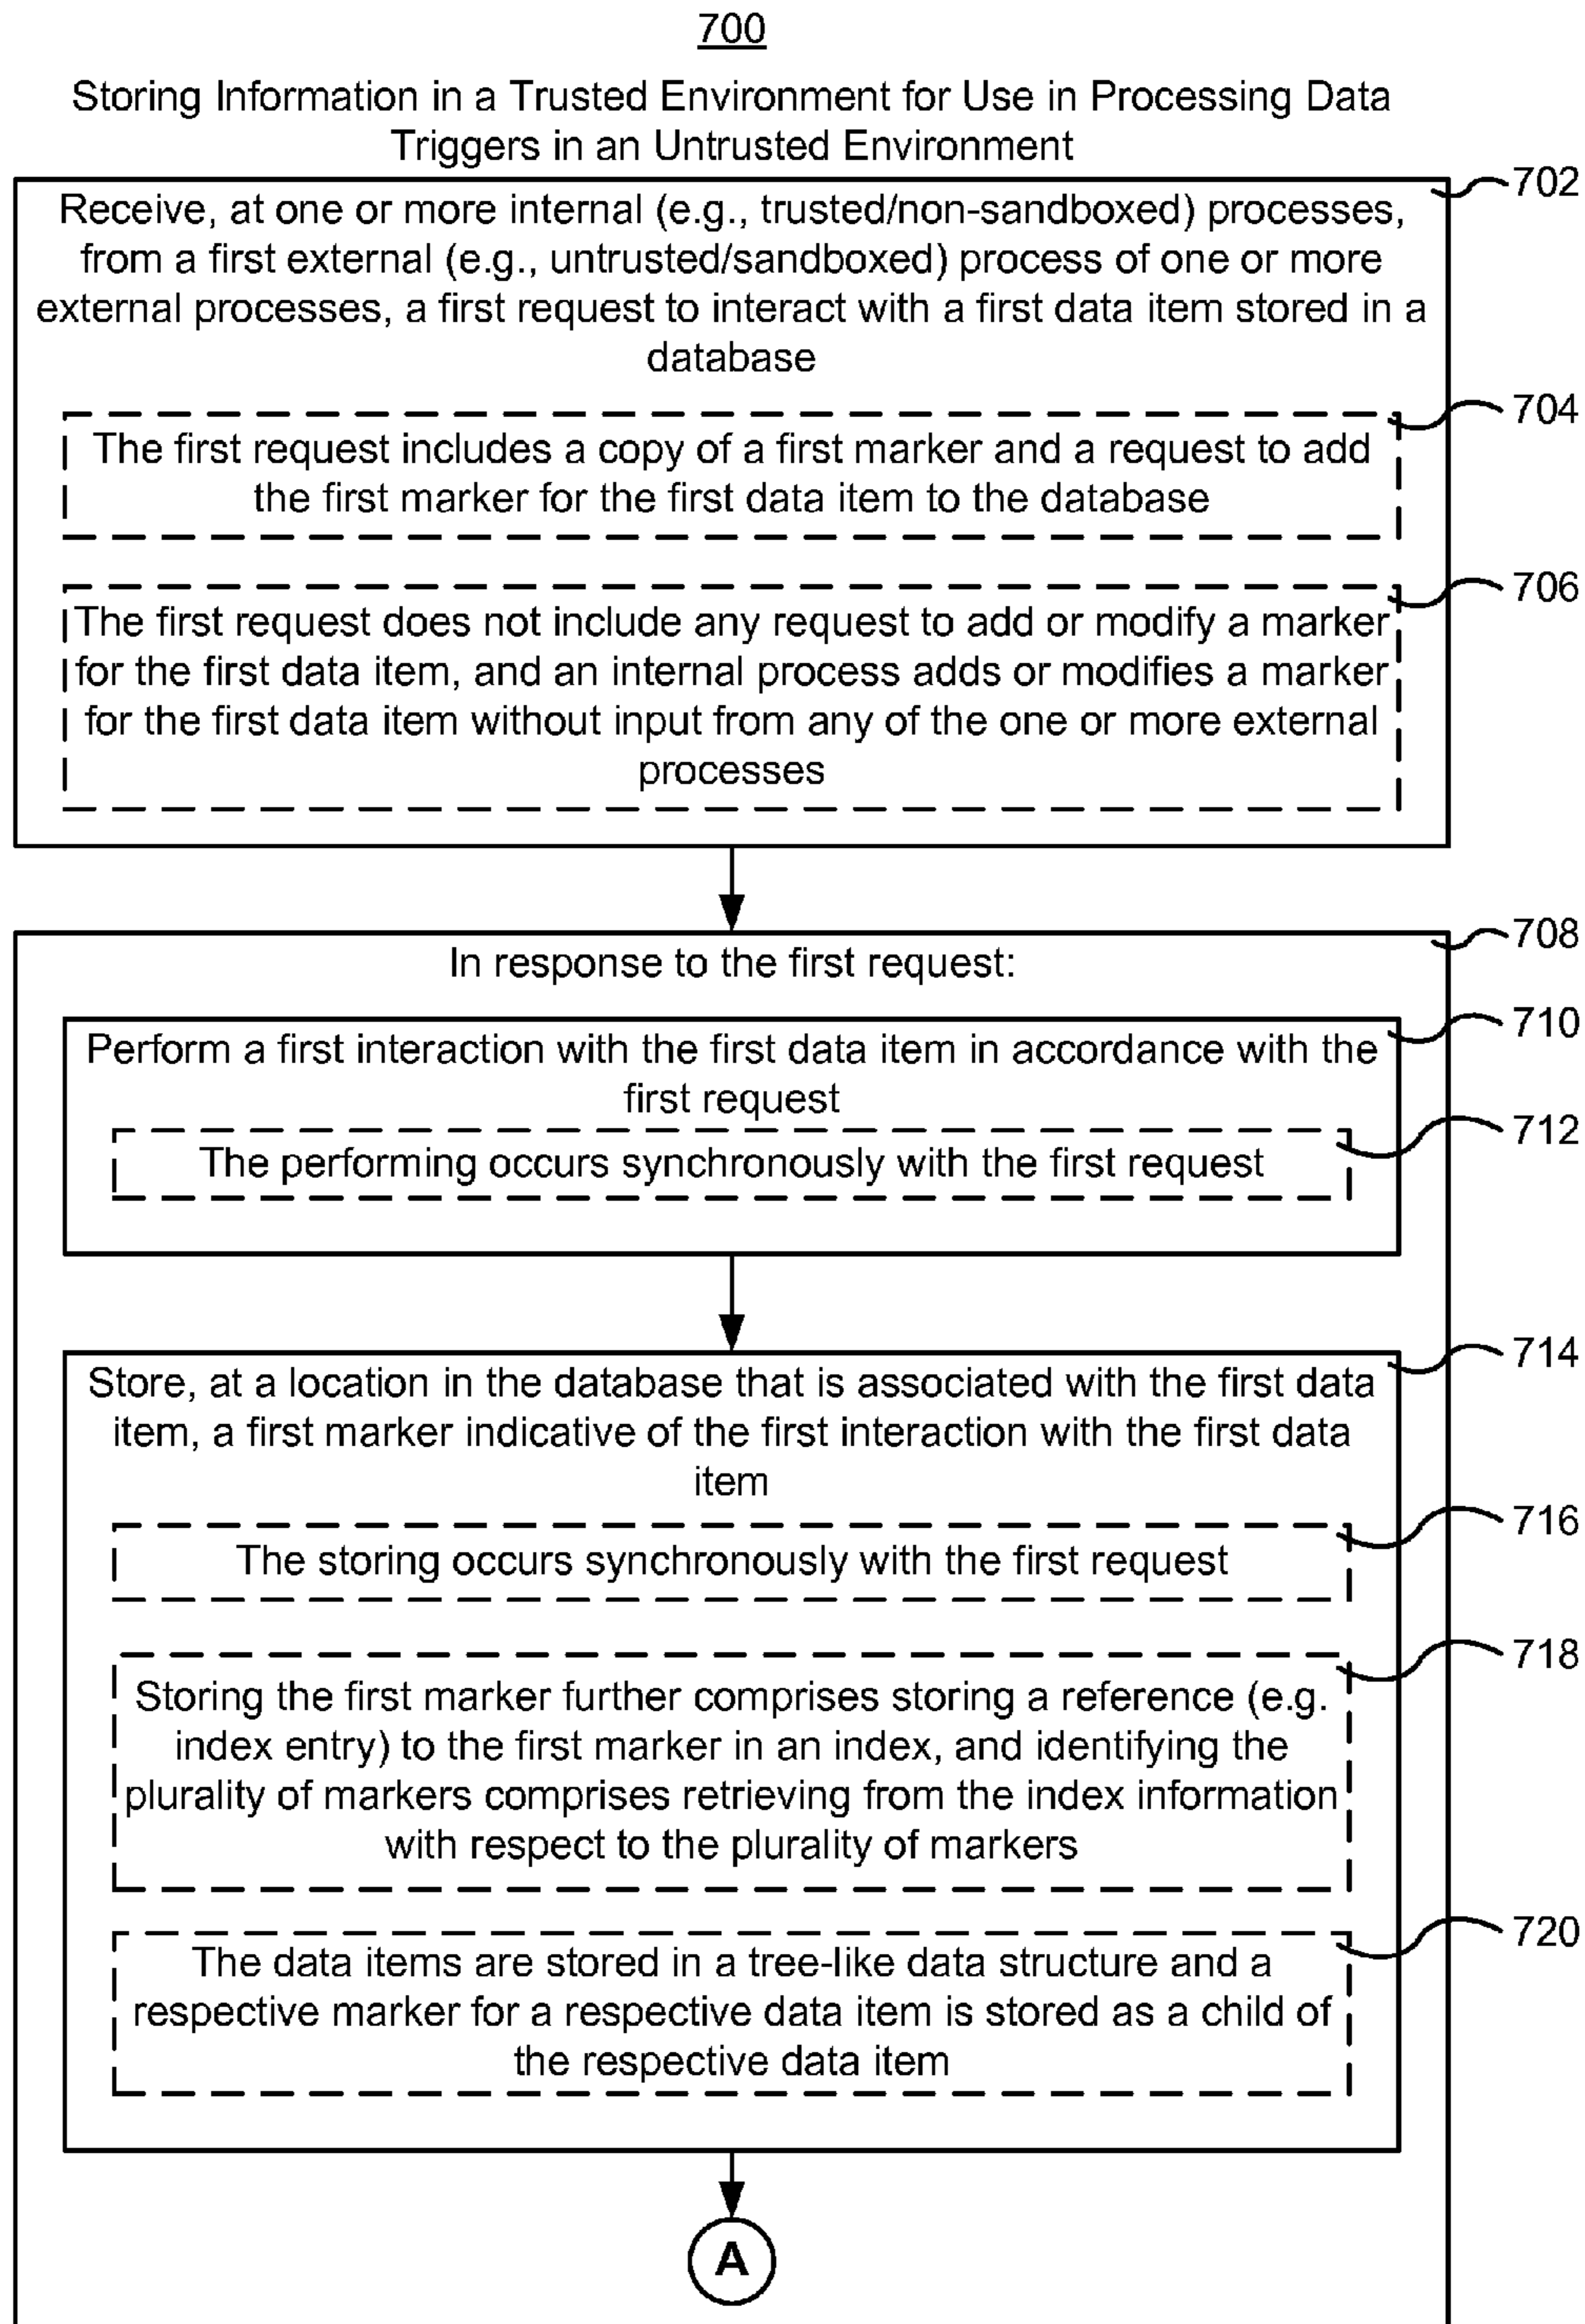 700
Storing Information in a Trusted Environment for Use in Processing Data
Triggers in an Untrusted Environment
702
Receive, at one or more internal (e.g., trusted/non-sandboxed) processes,
from a first external (e.g., untrusted/sandboxed) process of one or more
external processes, a first request to interact with a first data item stored in a
database
704
The first request includes a copy of a first marker and a request to add
the first marker for the first data item to the database
706
The first request does not include any request to add or modify a marker
for the first data item, and an internal process adds or modifies a marker
for the first data item without input from any of the one or more external
processes
708
In response to the first request:
710
Perform a first interaction with the first data item in accordance with the
first request
712
The performing occurs synchronously with the first request
714
Store, at a location in the database that is associated with the first data
item, a first marker indicative of the first interaction with the first data
item
716
The storing occurs synchronously with the first request
718
Storing the first marker further comprises storing a reference (e.g.
index entry) to the first marker in an index, and identifying the
plurality of markers comprises retrieving from the index information
with respect to the plurality of markers
720
The data items are stored in a tree-like data structure and a
respective marker for a respective data item is stored as a child of
the respective data item
A